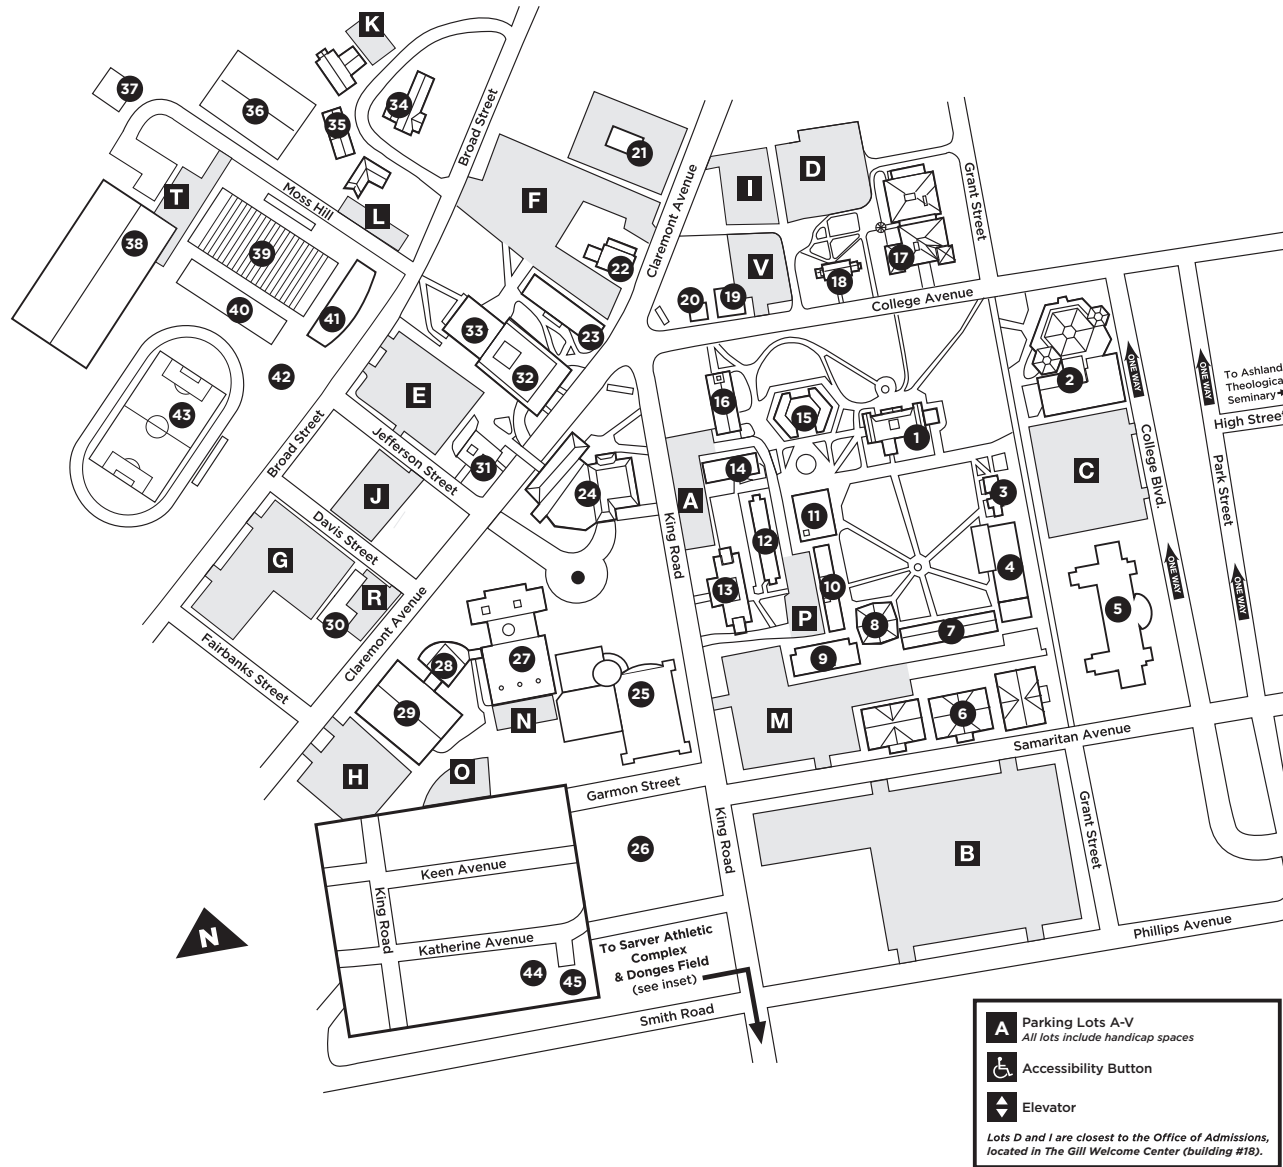 K
37
36
34
35
Broad Street
21
T
Moss Hill
L
F
I
D
Grant Street
38
39
22
Claremont Avenue
V
18
17
40
41
20
19
College Avenue
33
23
42
32
E
43
16
15
1
2
ONE WAY
ONE WAY
To Ashland
Theologica
Seminary
High Street
Broad Street
Jefferson Street
31
14
24
J
A
C
College Blvd.
Park Street
3
Davis Street
11
12
King Road
G
R
13
10
4
ONE WAY
ONE WAY
30
P
8
7
5
Fairbanks Street
Claremont Avenue
28
27
9
25
29
N
M
6
Samaritan Avenue
H
O
Garmon Street
Grant Street
King Road
26
B
Keen Avenue
King Road
Katherine Avenue
N
44
45
To Sarver Athletic
Complex
& Donges Field
(see inset)
Phillips Avenue
Smith Road
A
Parking Lots A-V
All lots include handicap spaces
Accessibility Button
Elevator
Lots D and I are closest to the Office of Admissions,
located in The Gill Welcome Center (building #18).